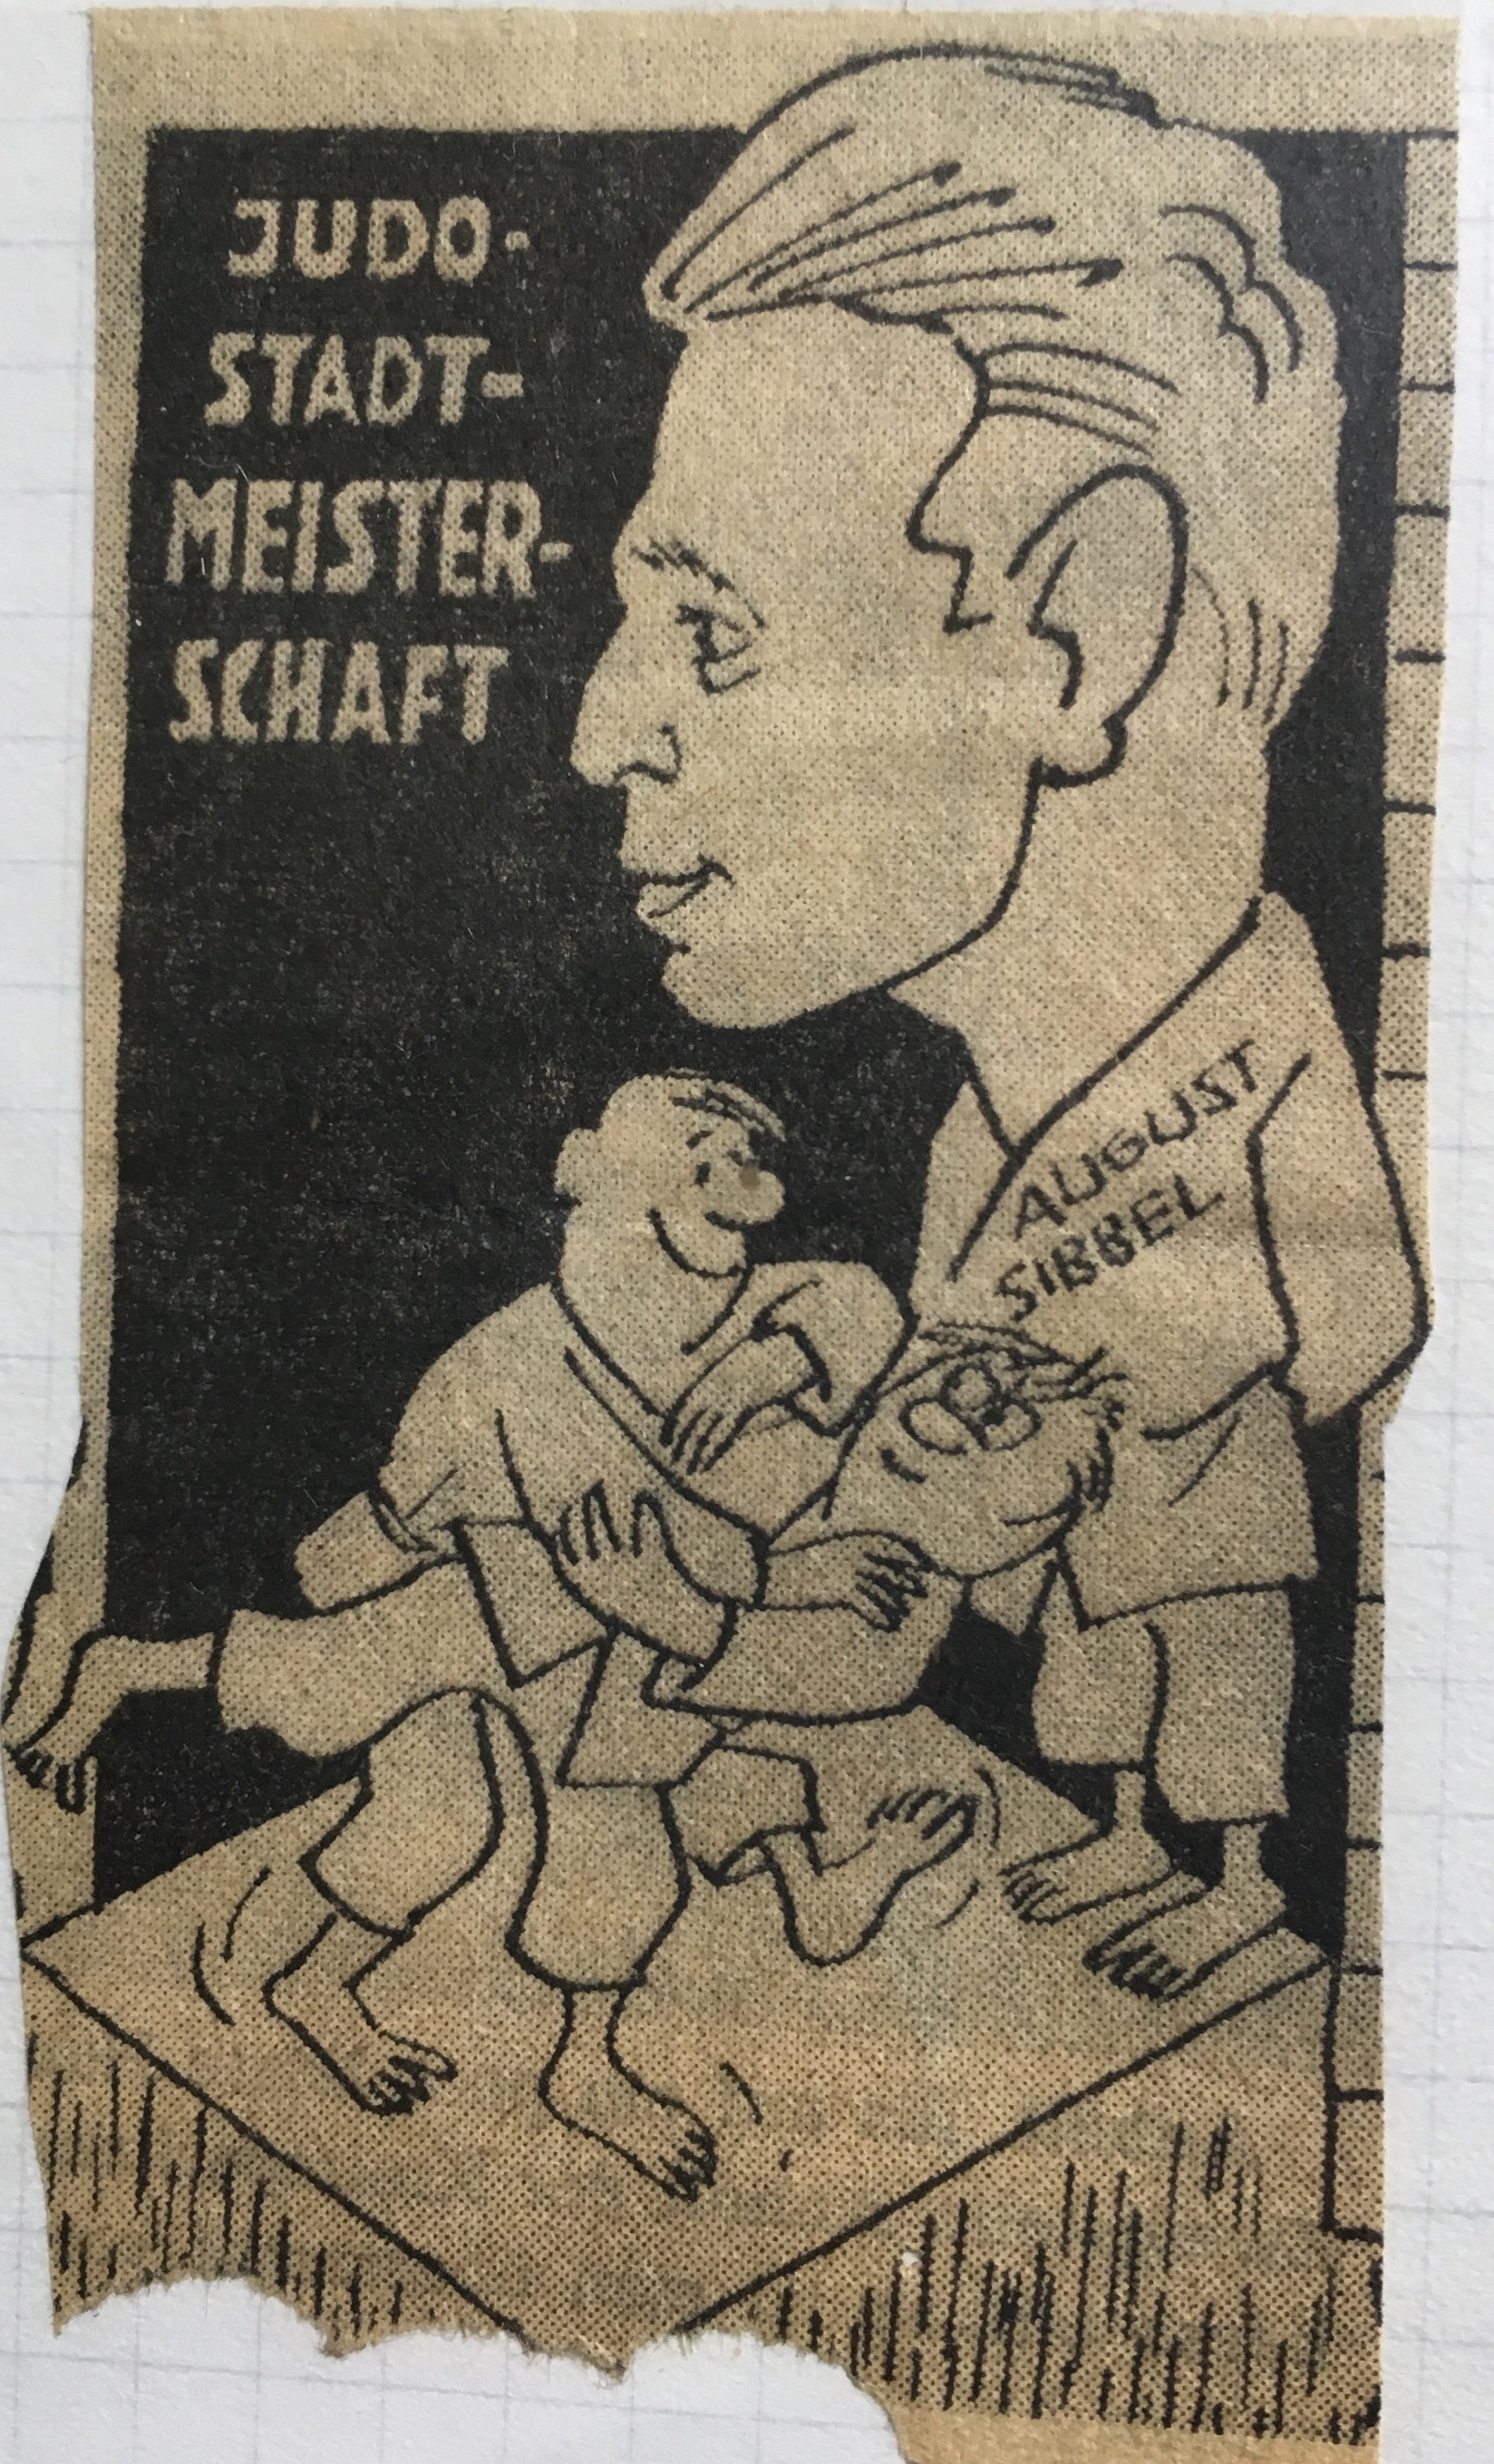 JUDO-
STADT-
MEISTER-
SCHAFT
AUGUST
SIBBEL